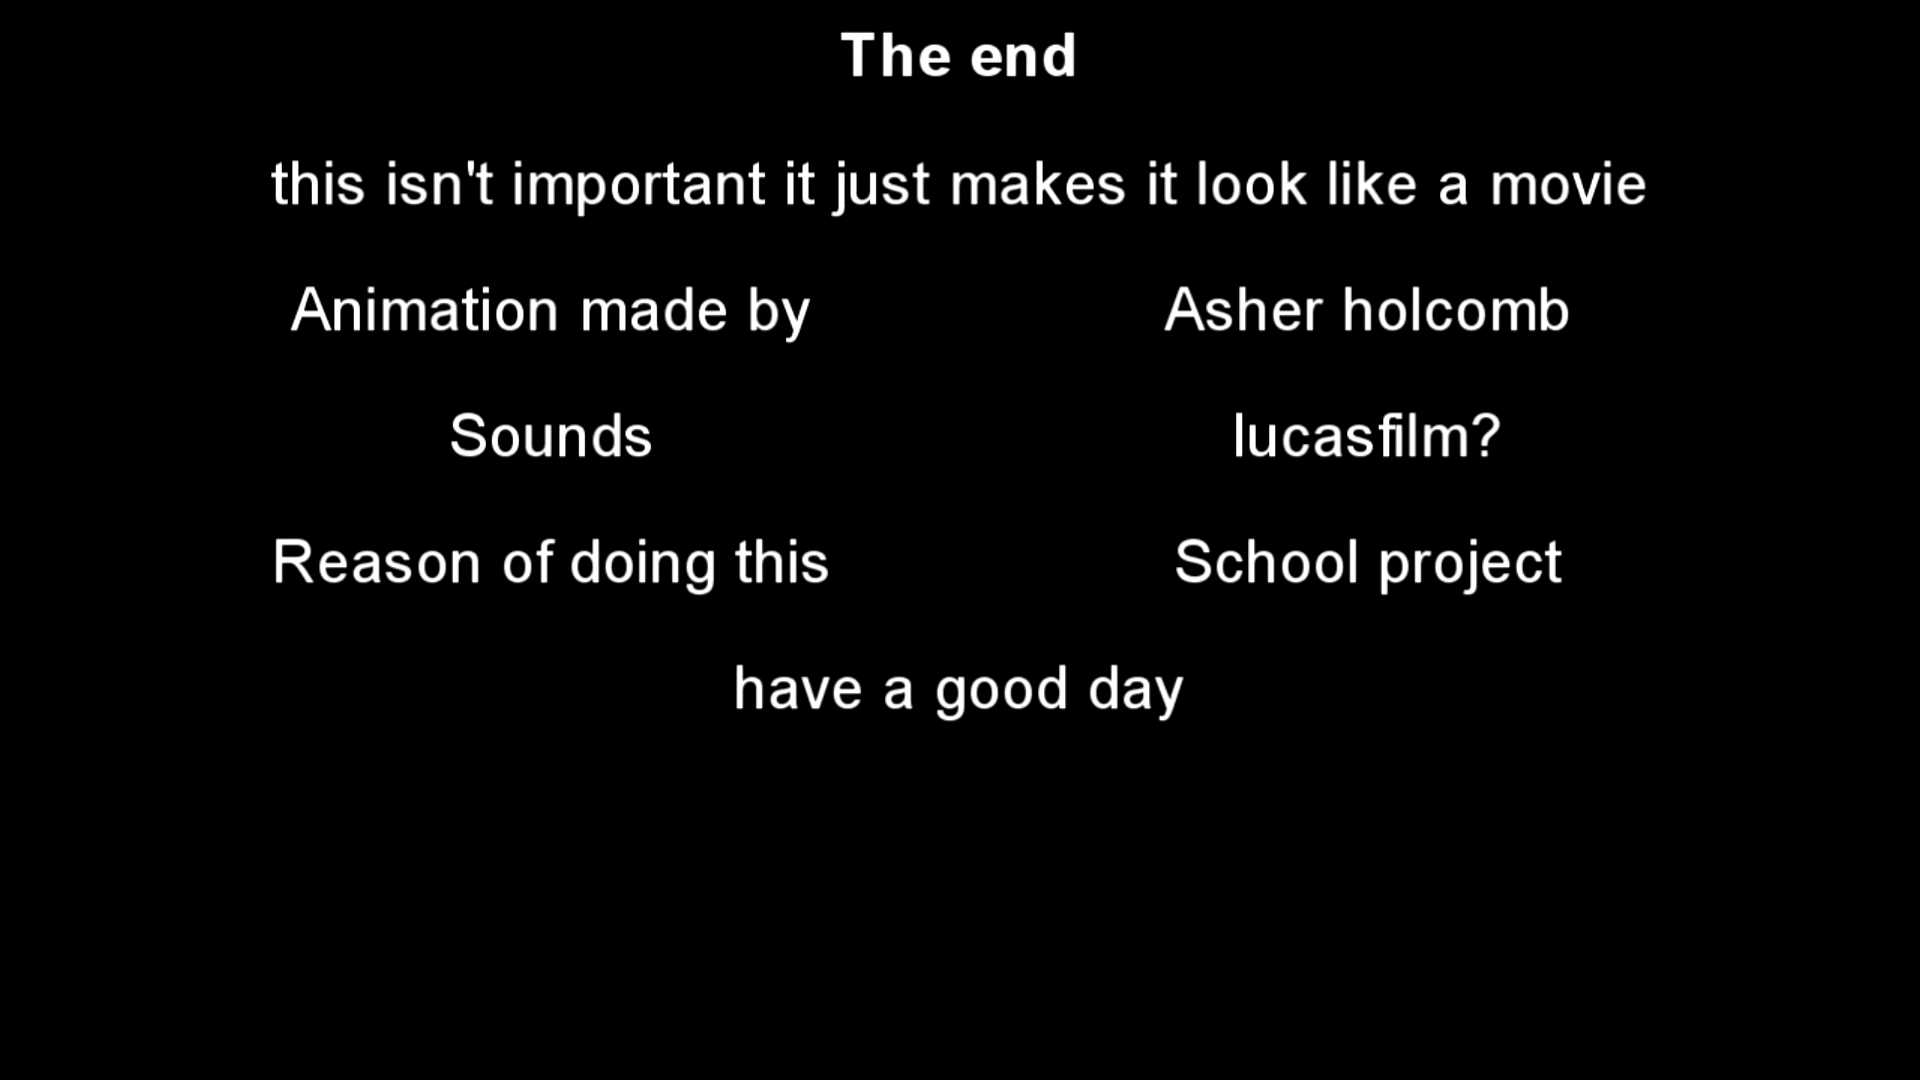 The end
this isn't important it just makes it look like a movie
Animation made by Asher holcomb
Sounds lucasfilm?
Reason of doing this School project
have a good day